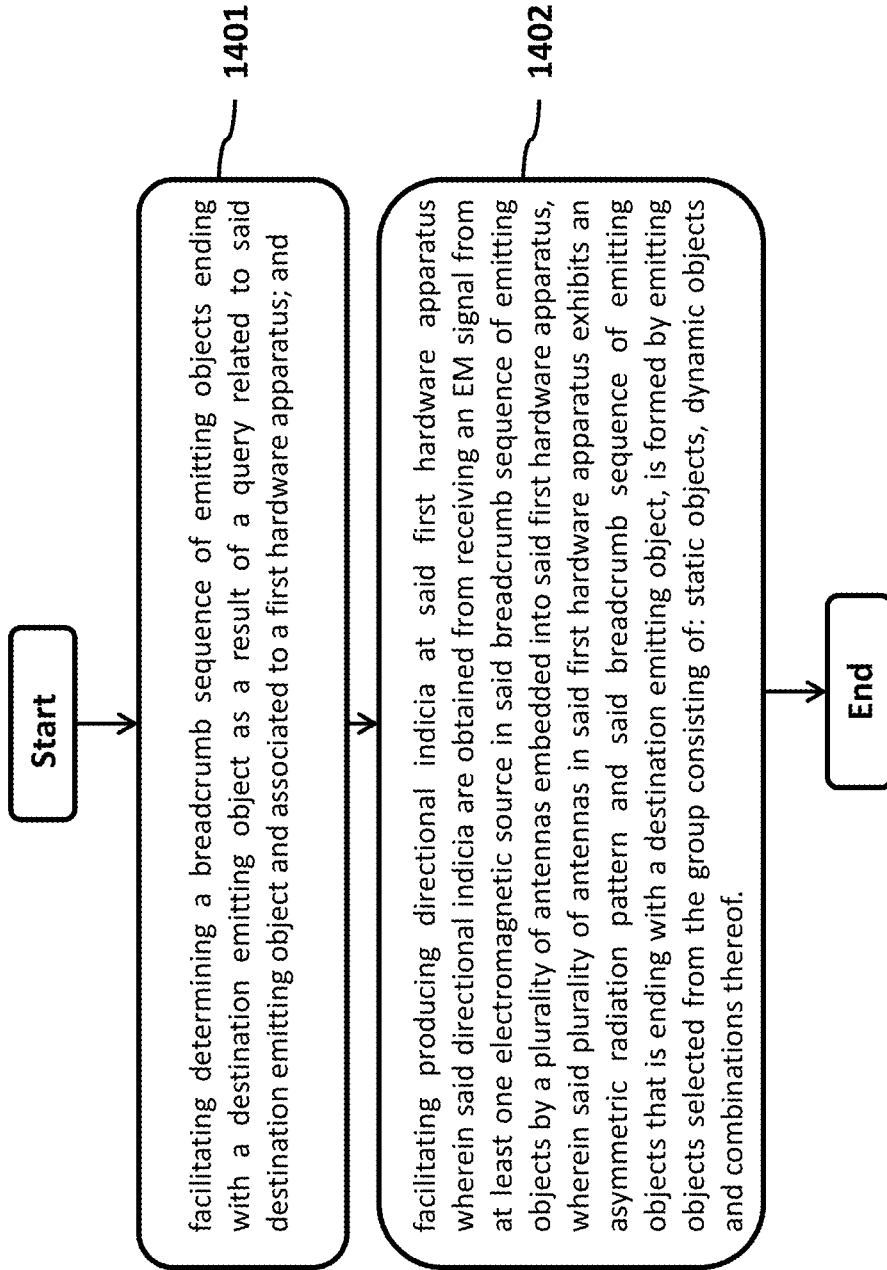 Start
facilitating determining a breadcrumb sequence of emitting objects ending
with a destination emitting object as a result of a query related to said
destination emitting object and associated to a first hardware apparatus; and
1401
facilitating producing directional indicia at said first hardware apparatus
wherein said directional indicia are obtained from receiving an EM signal from
at least one electromagnetic source in said breadcrumb sequence of emitting
objects by a plurality of antennas embedded into said first hardware apparatus,
wherein said plurality of antennas in said first hardware apparatus exhibits an
asymmetric radiation pattern and said breadcrumb sequence of emitting
objects that is ending with a destination emitting object, is formed by emitting
objects selected from the group consisting of: static objects, dynamic objects
and combinations thereof.
1402
End